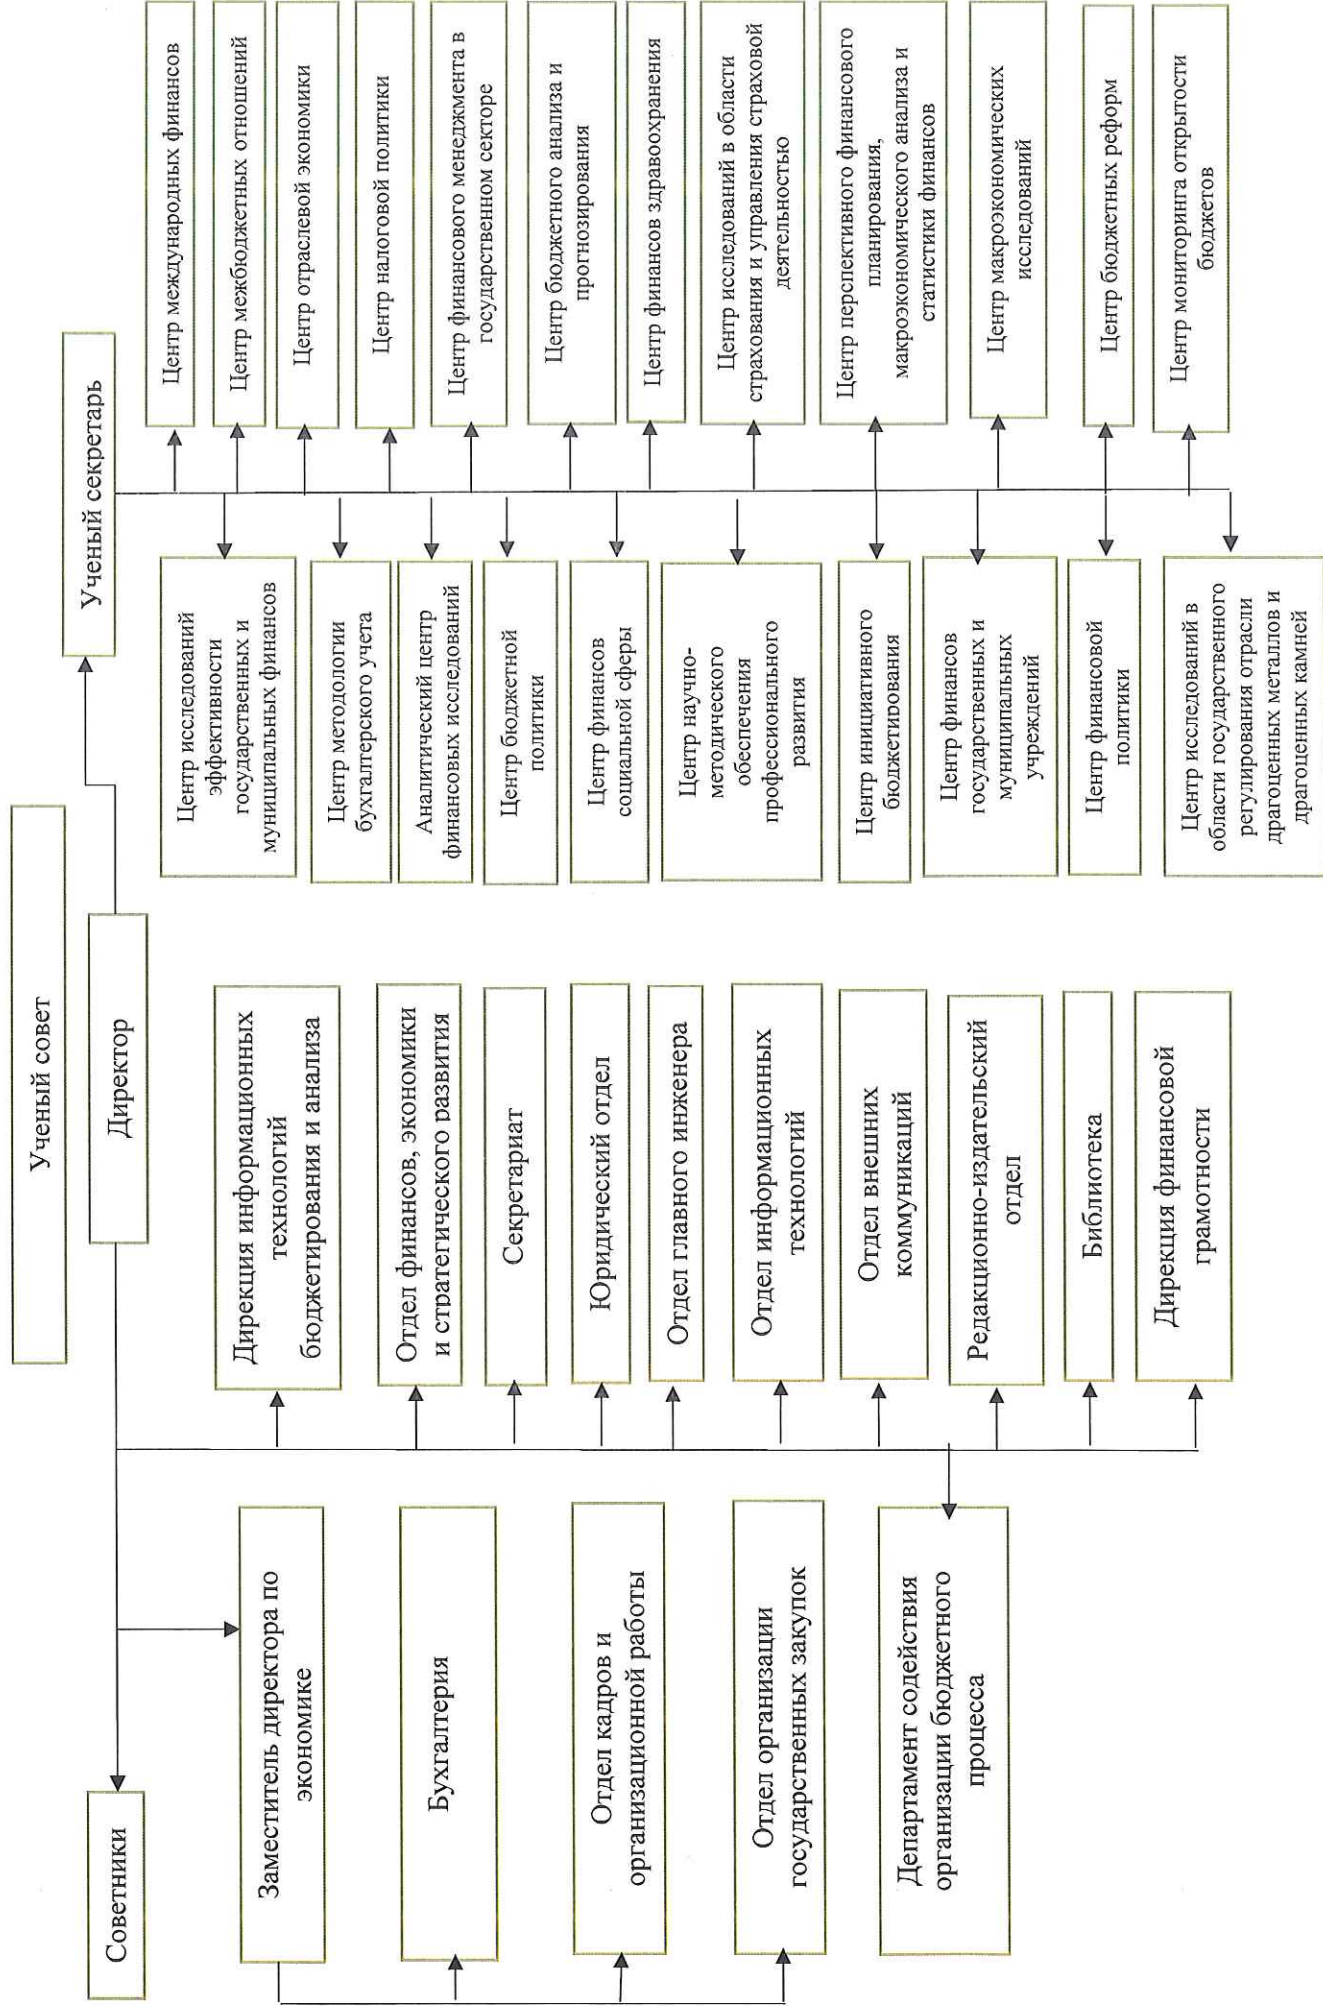 Ученый совет
Директор
Ученый секретарь
Советники
Заместитель директора по
экономике
Бухгалтерия
Отдел кадров и
организационной работы
Отдел организации
государственных закупок
Департамент содействия
организации бюджетного
процесса
Дирекция информационных
технологий
бюджетирования и анализа
Отдел финансов, экономики
и стратегического развития
Секретариат
Юридический отдел
Отдел главного инженера
Отдел информационных
технологий
Отдел внешних
коммуникаций
Редакционно-издательский
отдел
Библиотека
Дирекция финансовой
грамотности
Центр исследований
эффективности
государственных и
муниципальных финансов
Центр методологии
бухгалтерского учета
Аналитический центр
финансовых исследований
Центр бюджетной
политики
Центр финансов
социальной сферы
Центр научно-
методического
обеспечения
профессионального
развития
Центр инициативного
бюджетирования
Центр финансов
государственных и
муниципальных
учреждений
Центр финансовой
политики
Центр исследований в
области государственного
регулирования отрасли
драгоценных металлов и
драгоценных камней
Центр международных финансов
Центр межбюджетных отношений
Центр отраслевой экономики
Центр налоговой политики
Центр финансового менеджмента в
государственном секторе
Центр бюджетного анализа и
прогнозирования
Центр финансов здравоохранения
Центр исследований в области
страхования и управления страховой
деятельностью
Центр перспективного финансового
планирования,
макроэкономического анализа и
статистики финансов
Центр макроэкономических
исследований
Центр бюджетных реформ
Центр мониторинга открытости
бюджетов